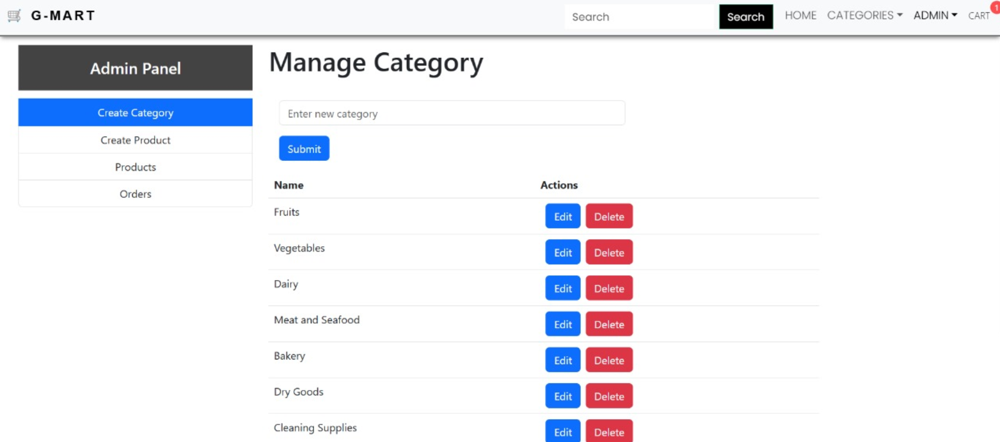 G-MART
Search Search HOME CATEGORIES ADMIN CART 1
Admin Panel
Create Category
Create Product
Products
Orders
Manage Category
Enter new category
Submit
Name Actions
Fruits Edit Delete
Vegetables Edit Delete
Dairy Edit Delete
Meat and Seafood Edit Delete
Bakery Edit Delete
Dry Goods Edit Delete
Cleaning Supplies Edit Delete